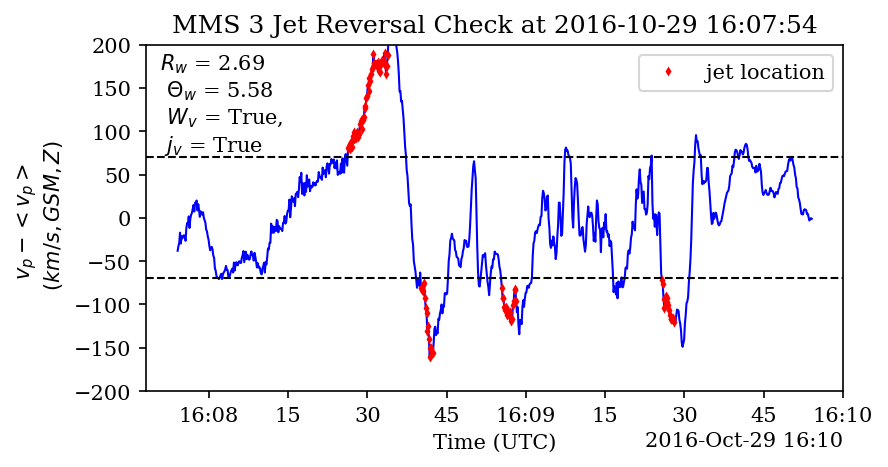 MMS 3 Jet Reversal Check at 2016-10-29 16:07:54
R_w = 2.69
Θ_w = 5.58
W_v = True,
j_v = True
jet location
200
150
100
50
0
−50
−100
−150
−200
v_p − < v_p >
(km/s, GSM, Z)
16:08 15 30 45 16:09 15 30 45 16:10
Time (UTC)
2016-Oct-29 16:10